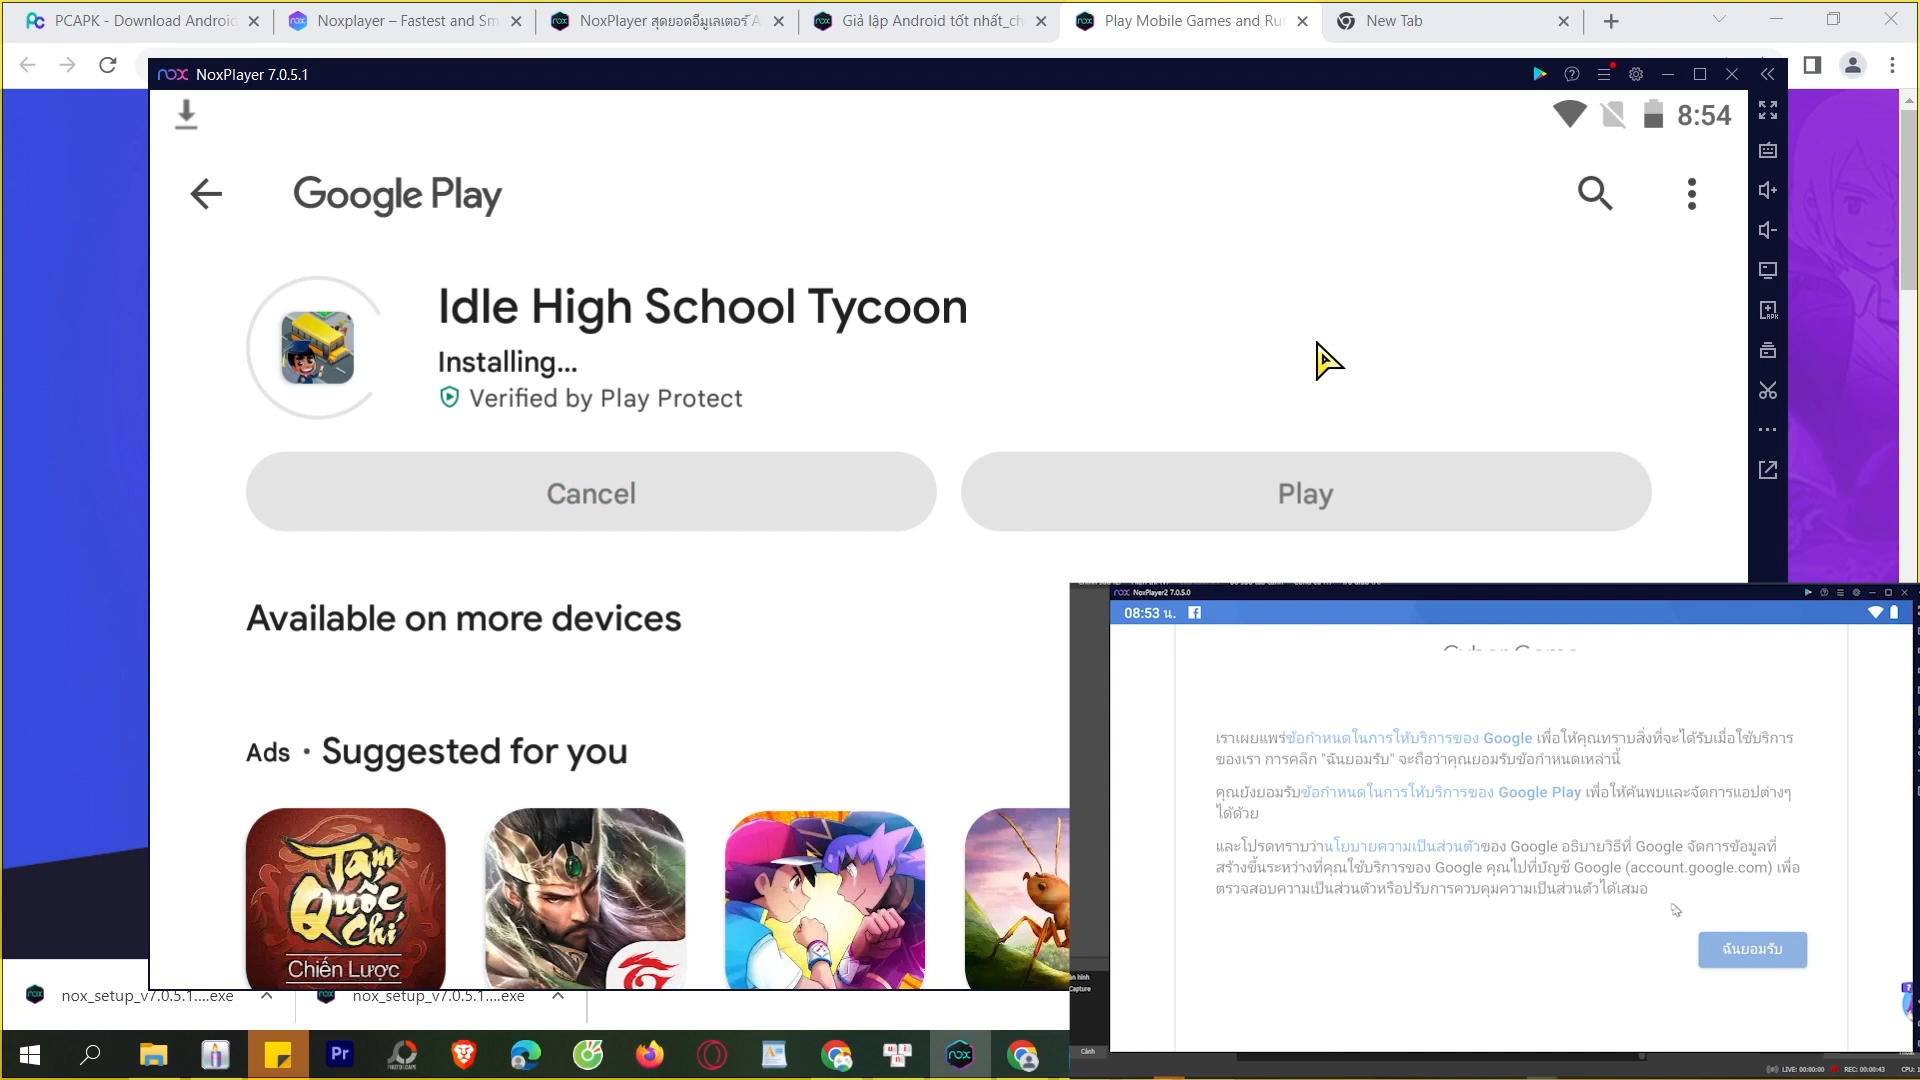 PCAPK - Download Android
Noxplayer – Fastest and Sm
NoxPlayer สุดยอดอีมูเลเตอร์ A
Giả lập Android tốt nhất_ch
Play Mobile Games and Run
New Tab
nox NoxPlayer 7.0.5.1
8:54
Google Play
Idle High School Tycoon
Installing...
Verified by Play Protect
Cancel
Play
Available on more devices
Ads • Suggested for you
Tam Quốc Chí
Chiến Lược
nox NoxPlayer2 7.0.5.0
08:53 น.
เราเผยแพร่ข้อกำหนดในการให้บริการของ Google เพื่อให้คุณทราบสิ่งที่จะได้รับเมื่อใช้บริการ
ของเรา การคลิก "ฉันยอมรับ" จะถือว่าคุณยอมรับข้อกำหนดเหล่านี้
คุณยังยอมรับข้อกำหนดในการให้บริการของ Google Play เพื่อให้ค้นพบและจัดการแอปต่างๆ
ได้ด้วย
และโปรดทราบว่านโยบายความเป็นส่วนตัวของ Google อธิบายวิธีที่ Google จัดการข้อมูลที่
สร้างขึ้นระหว่างที่คุณใช้บริการของ Google คุณไปที่บัญชี Google (account.google.com) เพื่อ
ตรวจสอบความเป็นส่วนตัวหรือปรับการควบคุมความเป็นส่วนตัวได้เสมอ
ฉันยอมรับ
Capture
Cảnh
nox_setup_v7.0.5.1....exe
nox_setup_v7.0.5.1....exe
LIVE: 00:00:00
REC: 00:00:43
CPU:
Pr
nox